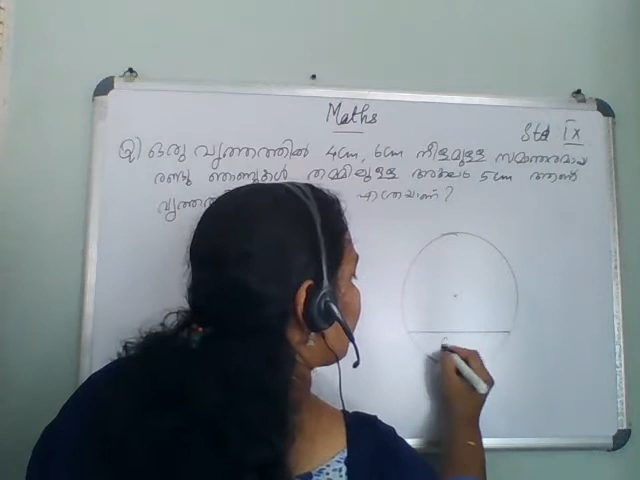 Maths
Std IX
Q) ഒരു വൃത്തത്തിൽ 4cm, 6cm നീളമുള്ള സമാന്തരമായ
രണ്ടു ഞാണുകൾ തമ്മിലുള്ള അകലം 5cm ആണ്
എത്രയാണ്?